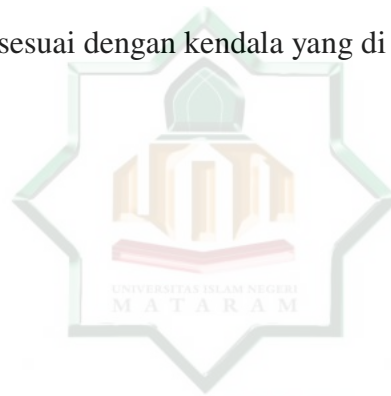 sesuai dengan kendala yang di
UNIVERSITAS ISLAM NEGERI
MATARAM